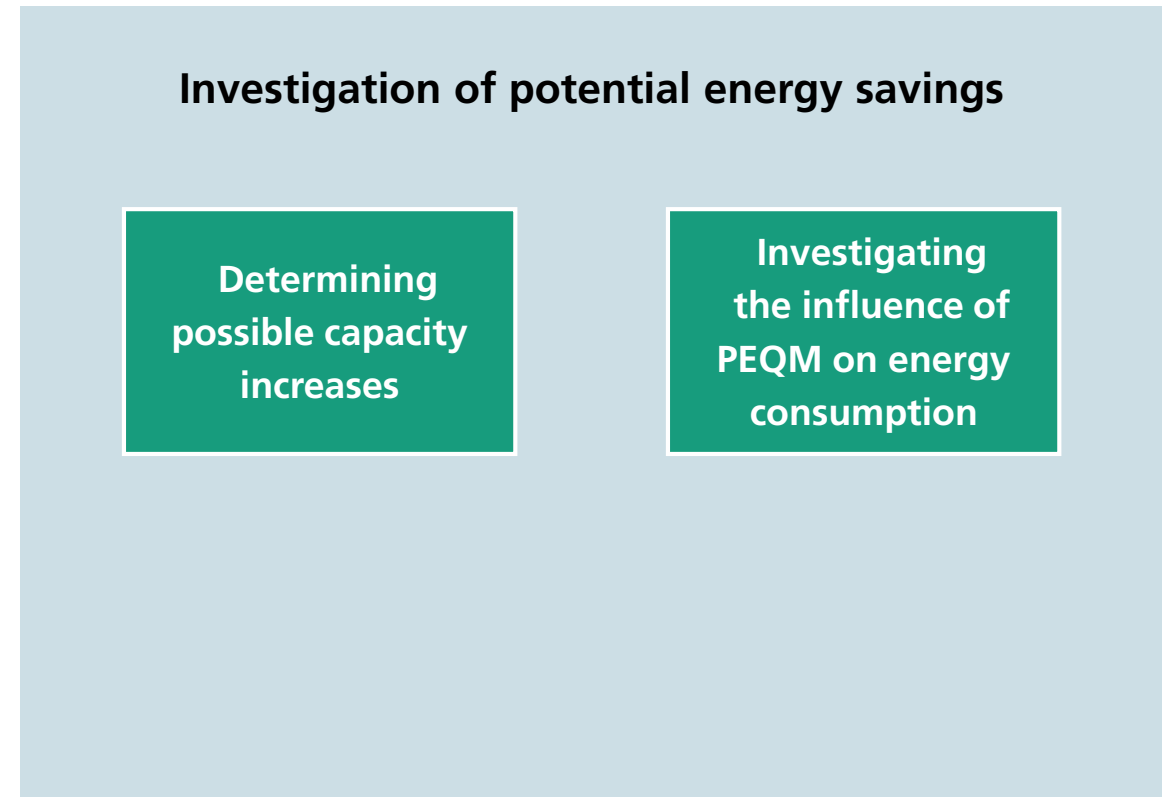 Investigation of potential energy savings
Determining
possible capacity
increases
Investigating
the influence of
PEQM on energy
consumption